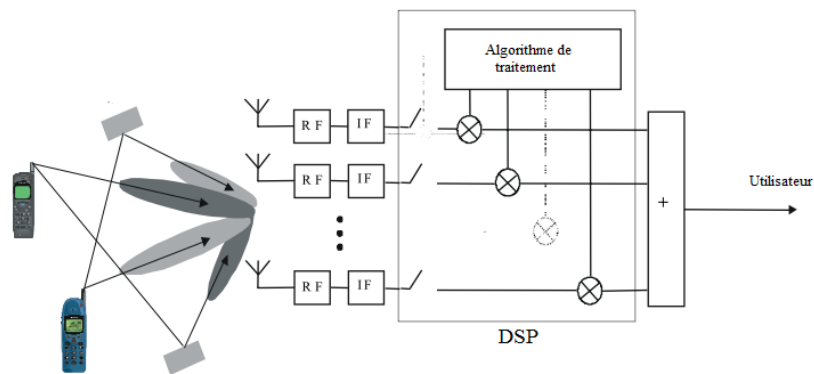 Algorithme de
traitement
R F
I F
R F
I F
Utilisateur
+
R F
I F
DSP